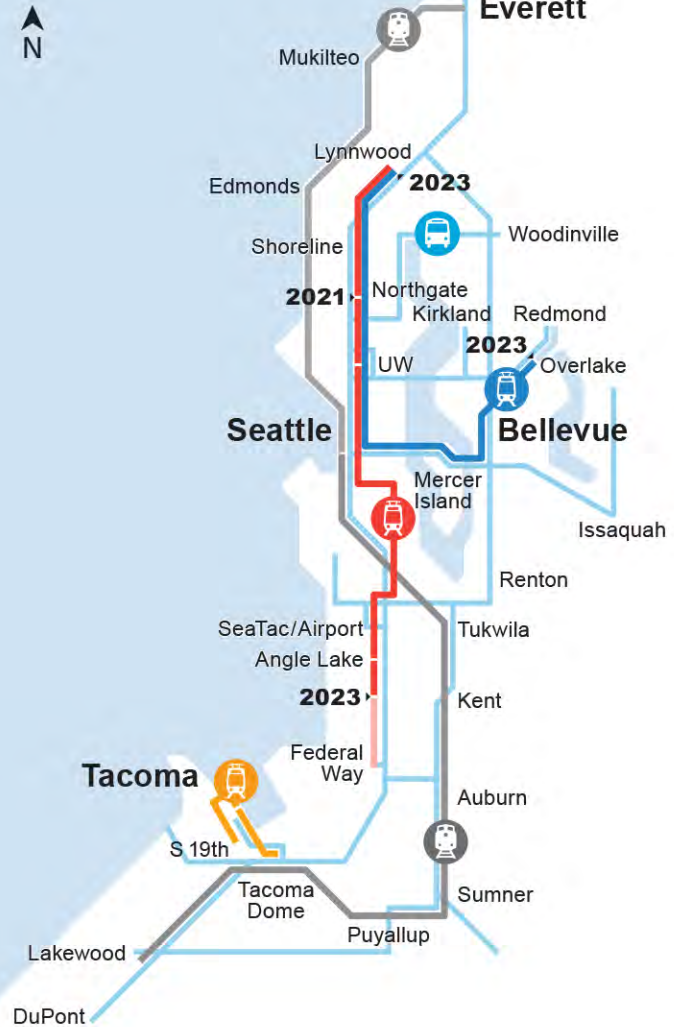 Everett
N
Mukilteo
Lynnwood
2023
Edmonds
Woodinville
Shoreline
2021
Northgate
Kirkland
Redmond
2023
UW
Overlake
Seattle
Bellevue
Mercer
Island
Issaquah
Renton
SeaTac/Airport
Tukwila
Angle Lake
2023
Kent
Federal
Way
Tacoma
Auburn
S 19th
Tacoma
Dome
Sumner
Puyallup
Lakewood
DuPont